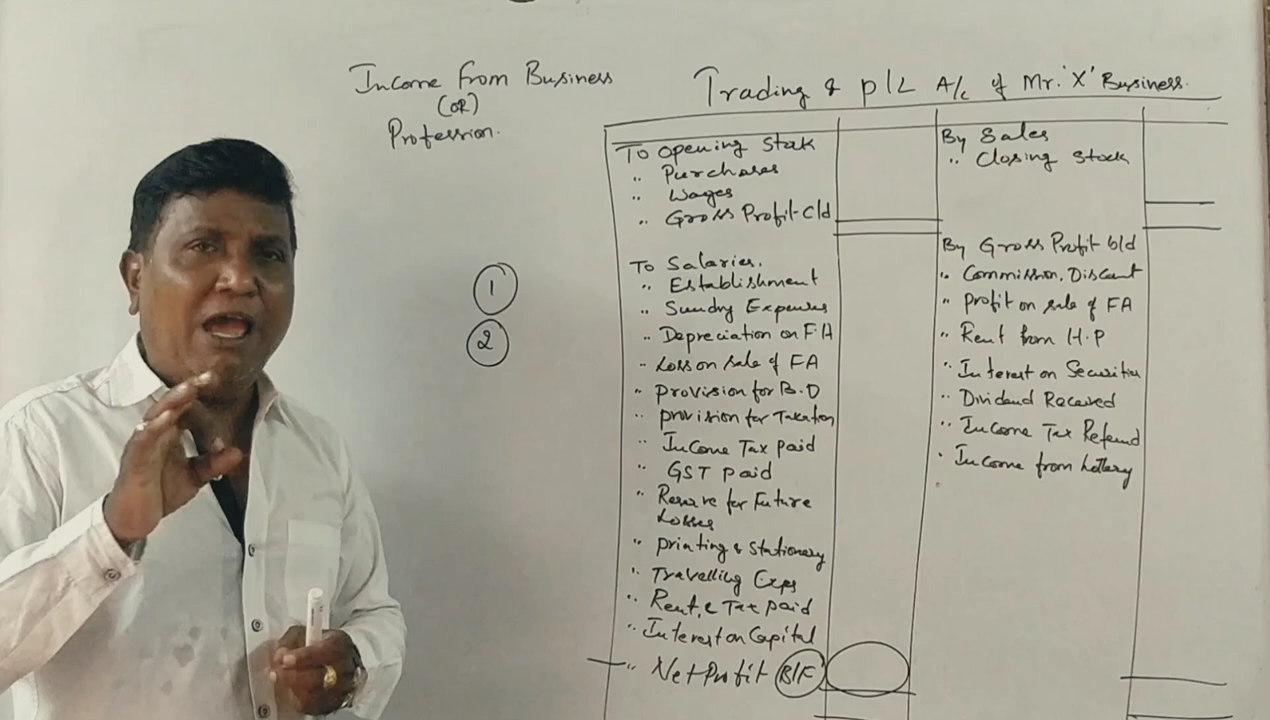 Income from Business
(OR)
Profession.
Trading & P/L A/c of Mr. 'X' Business.
To Opening Stock
" Purchases
" Wages
" Gross Profit c/d
By Sales
" Closing Stock
1
2
To Salaries.
" Establishment
" Sundry Expenses
" Depreciation on F.A
" Loss on sale of FA
" Provision for B.D
" Provision for Taxation
" Income Tax paid
" GST paid
" Reserve for Future
Losses
" Printing & Stationery
" Travelling Exps
" Rent & Tax paid
" Interest on Capital
" Net Profit B/F
By Gross Profit b/d
" Commission, Discount
" Profit on sale of FA
" Rent from H.P
" Interest on Securities
" Dividend Received
" Income Tax Refund
" Income from Lottery